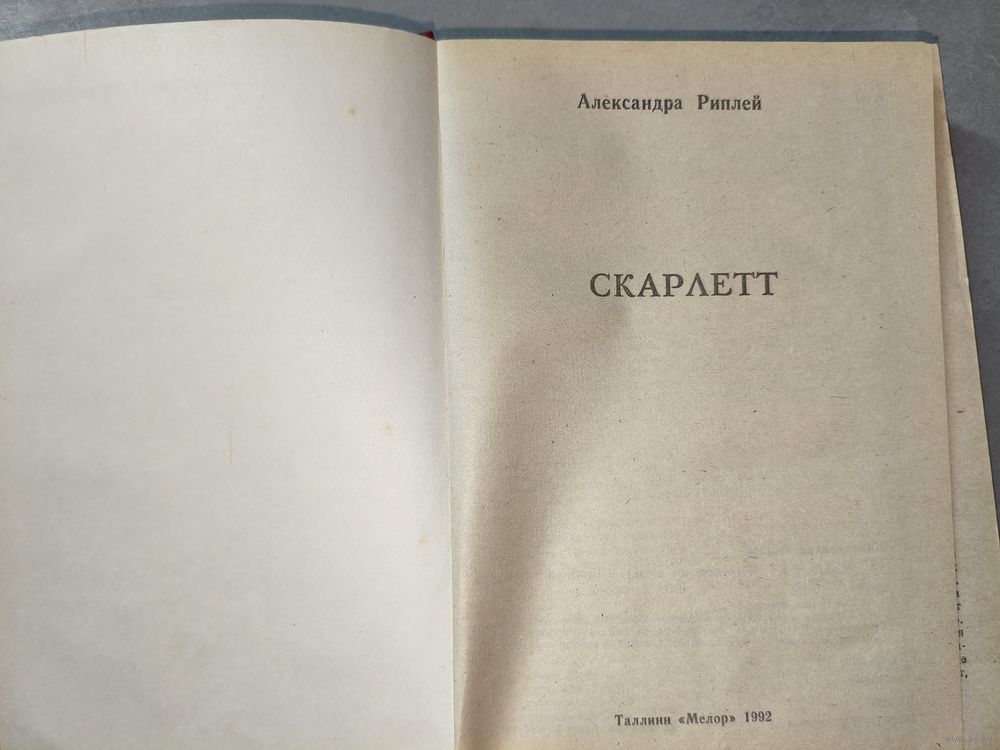 Александра Риплей
СКАРЛЕТТ
Таллинн «Мелор» 1992